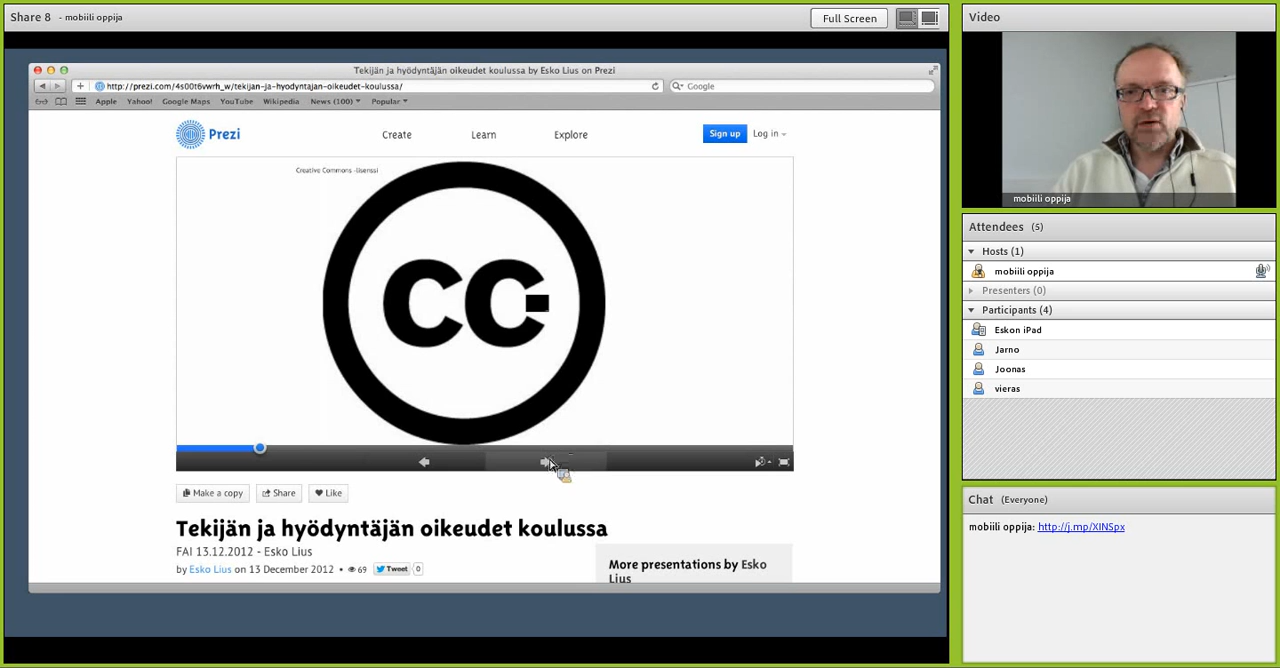 Share 8 - mobiili oppija
Full Screen
Tekijän ja hyödyntäjän oikeudet koulussa by Esko Lius on Prezi
http://prezi.com/4s00t6vwrh_w/tekijan-ja-hyodyntajan-oikeudet-koulussa/
Google
Apple Yahoo! Google Maps YouTube Wikipedia News (100) Popular
Prezi
Create Learn Explore
Sign up Log in
Creative Commons -lisenssi
cc
Make a copy Share Like
Tekijän ja hyödyntäjän oikeudet koulussa
FAI 13.12.2012 - Esko Lius
by Esko Lius on 13 December 2012 • 69 Tweet 0
More presentations by Esko
Lius
Video
mobiili oppija
Attendees (5)
Hosts (1)
mobiili oppija
Presenters (0)
Participants (4)
Eskon iPad
Jarno
Joonas
vieras
Chat (Everyone)
mobiili oppija: http://j.mp/XINSpx